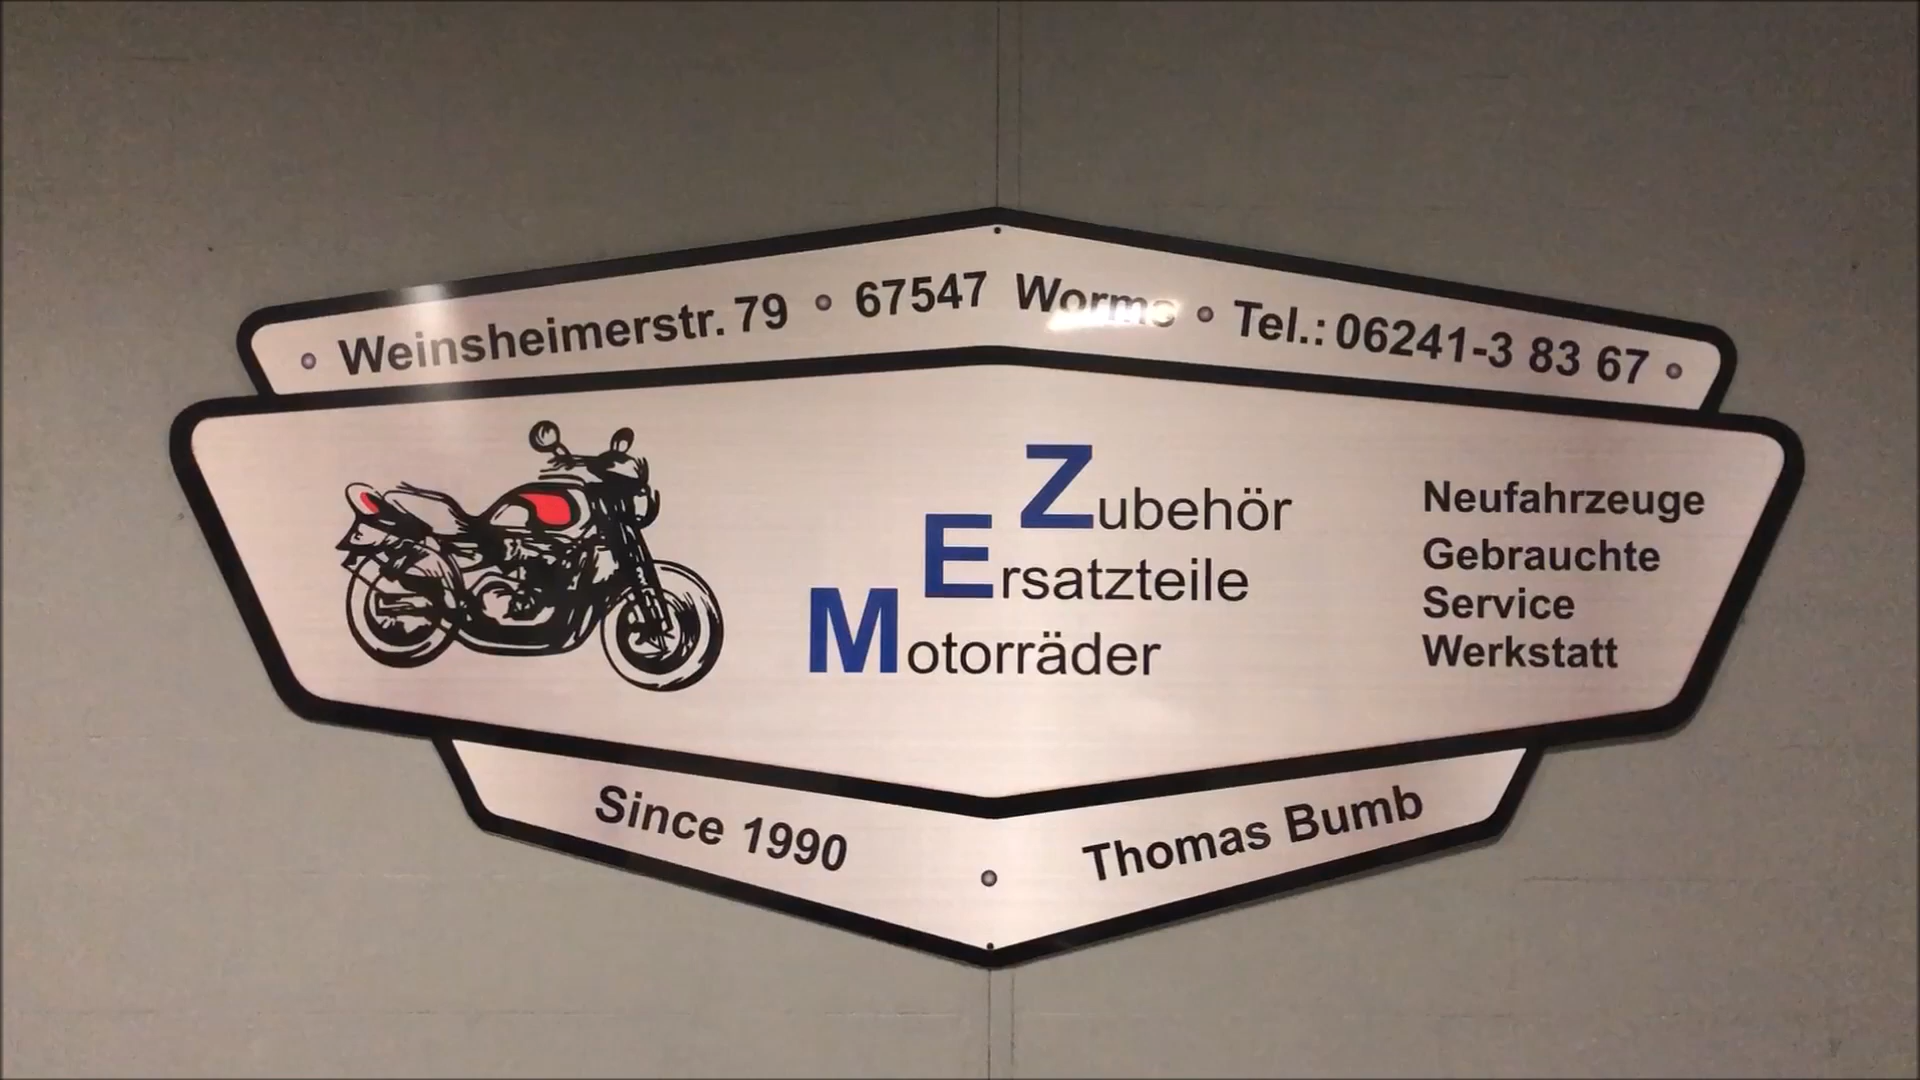 Weinsheimerstr. 79 • 67547 Worms • Tel.: 06241-3 83 67
Zubehör
Ersatzteile
Motorräder
Neufahrzeuge
Gebrauchte
Service
Werkstatt
Since 1990
Thomas Bumb